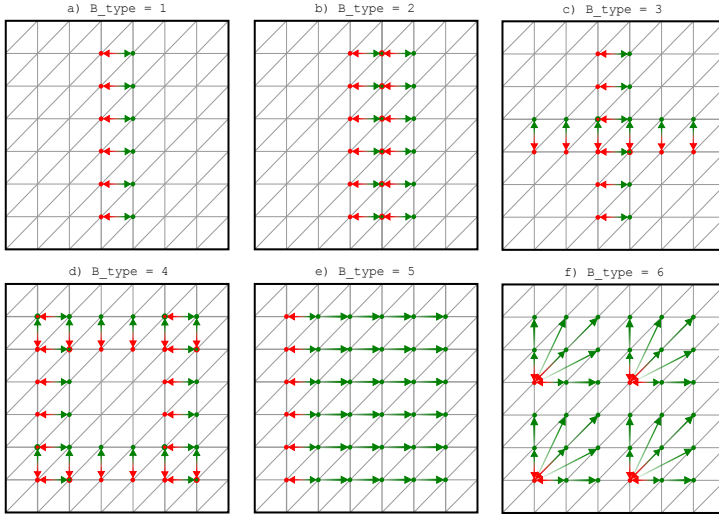 a) B_type = 1
b) B_type = 2
c) B_type = 3
d) B_type = 4
e) B_type = 5
f) B_type = 6